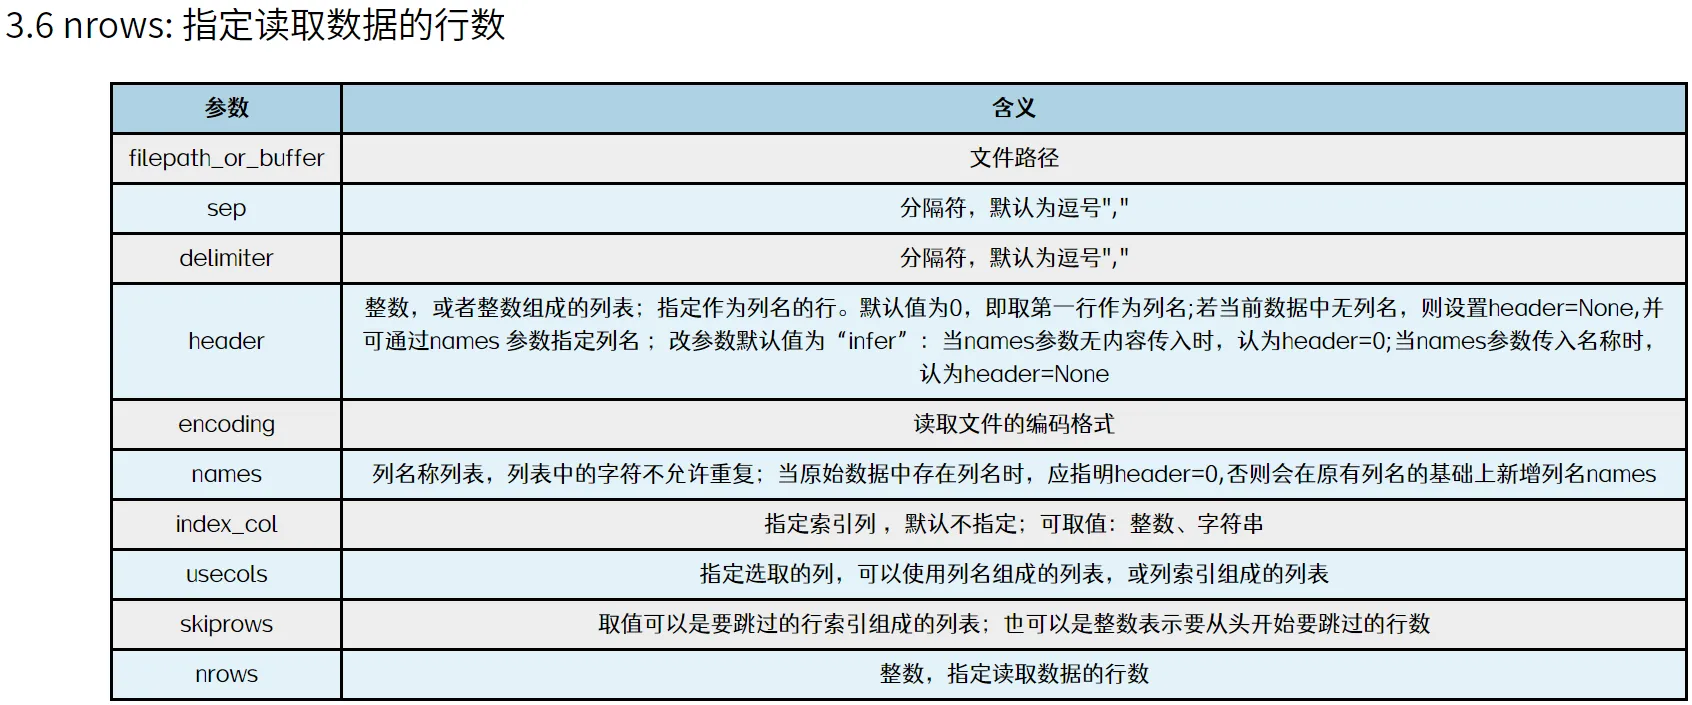 3.6 nrows: 指定读取数据的行数
参数 含义
filepath_or_buffer 文件路径
sep 分隔符，默认为逗号","
delimiter 分隔符，默认为逗号","
整数，或者整数组成的列表；指定作为列名的行。默认值为0，即取第一行作为列名;若当前数据中无列名，则设置header=None,并
header 可通过names 参数指定列名 ；改参数默认值为“infer”：当names参数无内容传入时，认为header=0;当names参数传入名称时，
认为header=None
encoding 读取文件的编码格式
names 列名称列表，列表中的字符不允许重复；当原始数据中存在列名时，应指明header=0,否则会在原有列名的基础上新增列名names
index_col 指定索引列 ，默认不指定；可取值：整数、字符串
usecols 指定选取的列，可以使用列名组成的列表，或列索引组成的列表
skiprows 取值可以是要跳过的行索引组成的列表；也可以是整数表示要从头开始要跳过的行数
nrows 整数，指定读取数据的行数